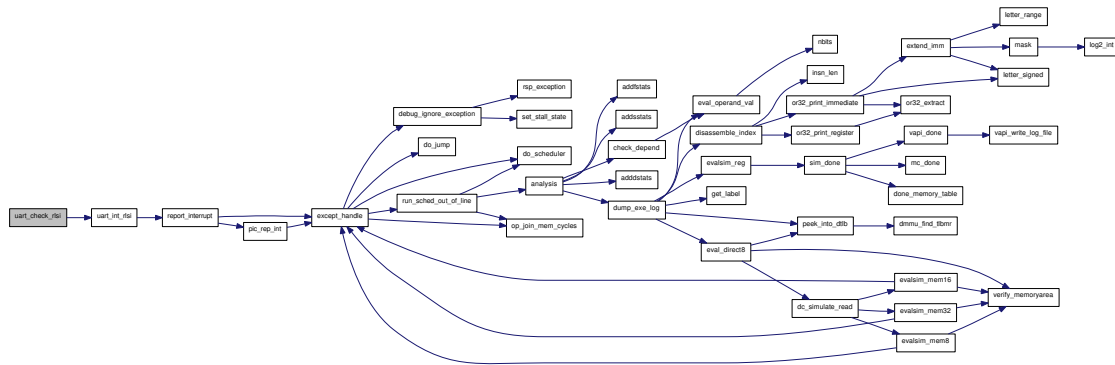 letter_range
nbits
extend_imm
mask
log2_int
insn_len
letter_signed
rsp_exception
addfstats
eval_operand_val
or32_print_immediate
or32_extract
debug_ignore_exception
set_stall_state
addsstats
disassemble_index
or32_print_register
vapi_done
vapi_write_log_file
do_jump
do_scheduler
check_depend
evalsim_reg
sim_done
mc_done
analysis
adddstats
get_label
done_memory_table
run_sched_out_of_line
dump_exe_log
uart_check_rlsi
uart_int_rlsi
report_interrupt
except_handle
pic_rep_int
op_join_mem_cycles
peek_into_dtlb
dmmu_find_tlbmr
eval_direct8
evalsim_mem16
verify_memoryarea
dc_simulate_read
evalsim_mem32
evalsim_mem8